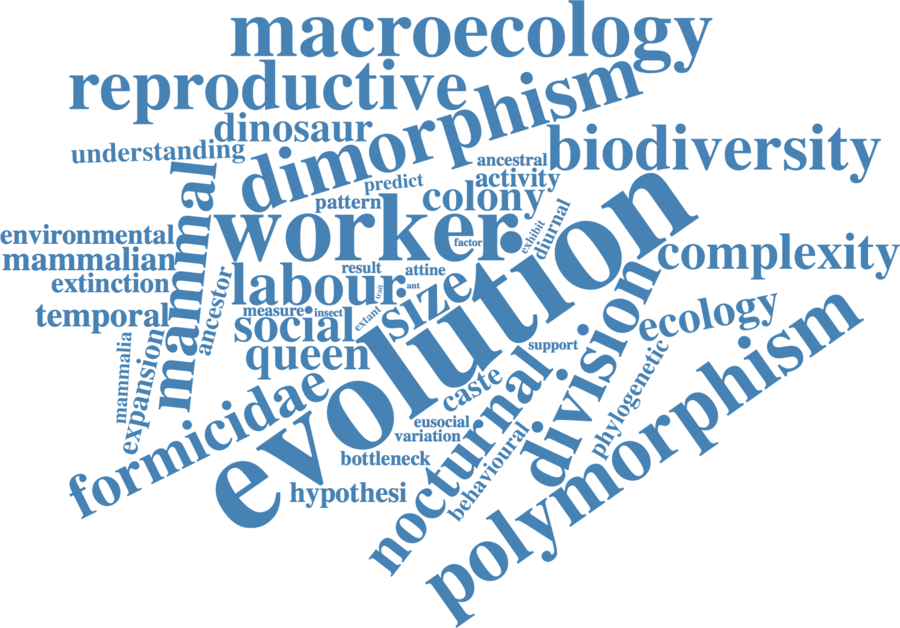 macroecology
reproductive
dimorphism
dinosaur
understanding
biodiversity
ancestral
activity
predict
pattern
colony
mammal
worker
evolution
exhibit
diurnal
factor
environmental
mammalian
extinction
temporal
complexity
labour
result
attine
ant
trait
size
ancestor
measure
insect
extant
social
queen
division
ecology
support
mammalia
expansion
formicidae
caste
nocturnal
phylogenetic
polymorphism
eusocial
variation
behavioural
bottleneck
hypothesi